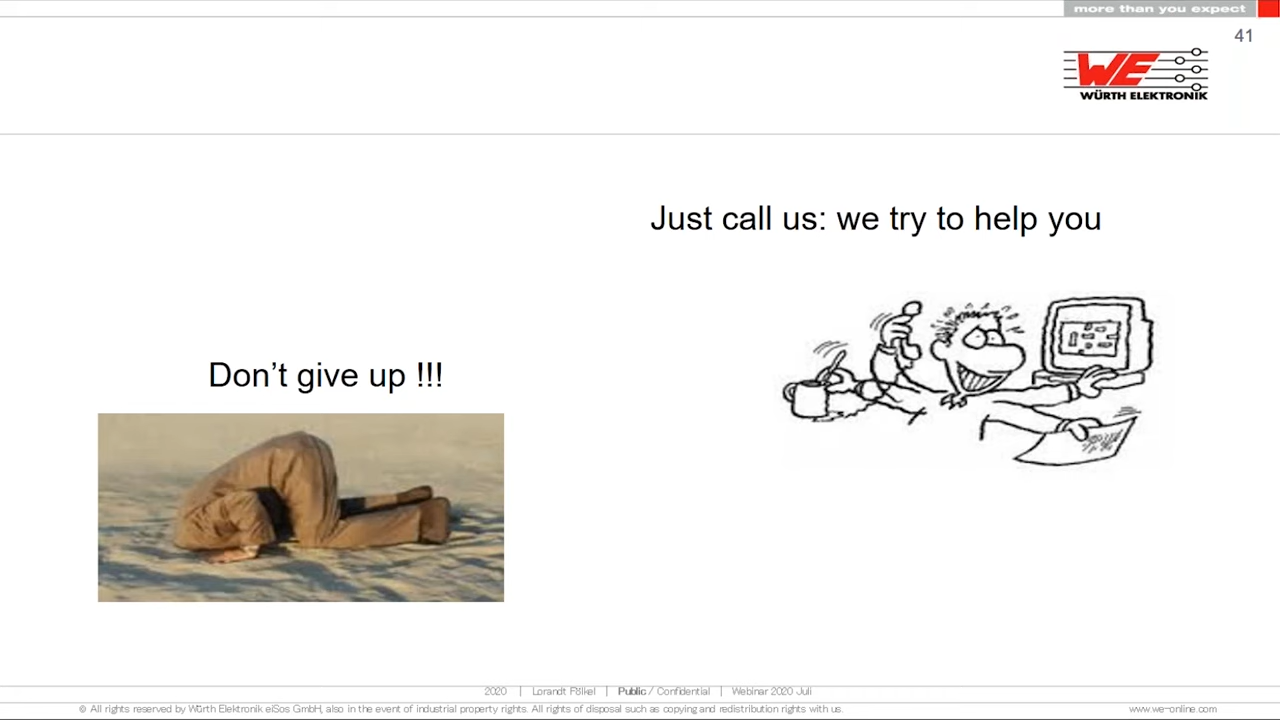 more than you expect
41
WE
WÜRTH ELEKTRONIK
Just call us: we try to help you
Don't give up !!!
2020 | Lorandt Fölkel | Public / Confidential | Webinar 2020 Juli
© All rights reserved by Würth Elektronik eiSos GmbH, also in the event of industrial property rights. All rights of disposal such as copying and redistribution rights with us.
www.we-online.com